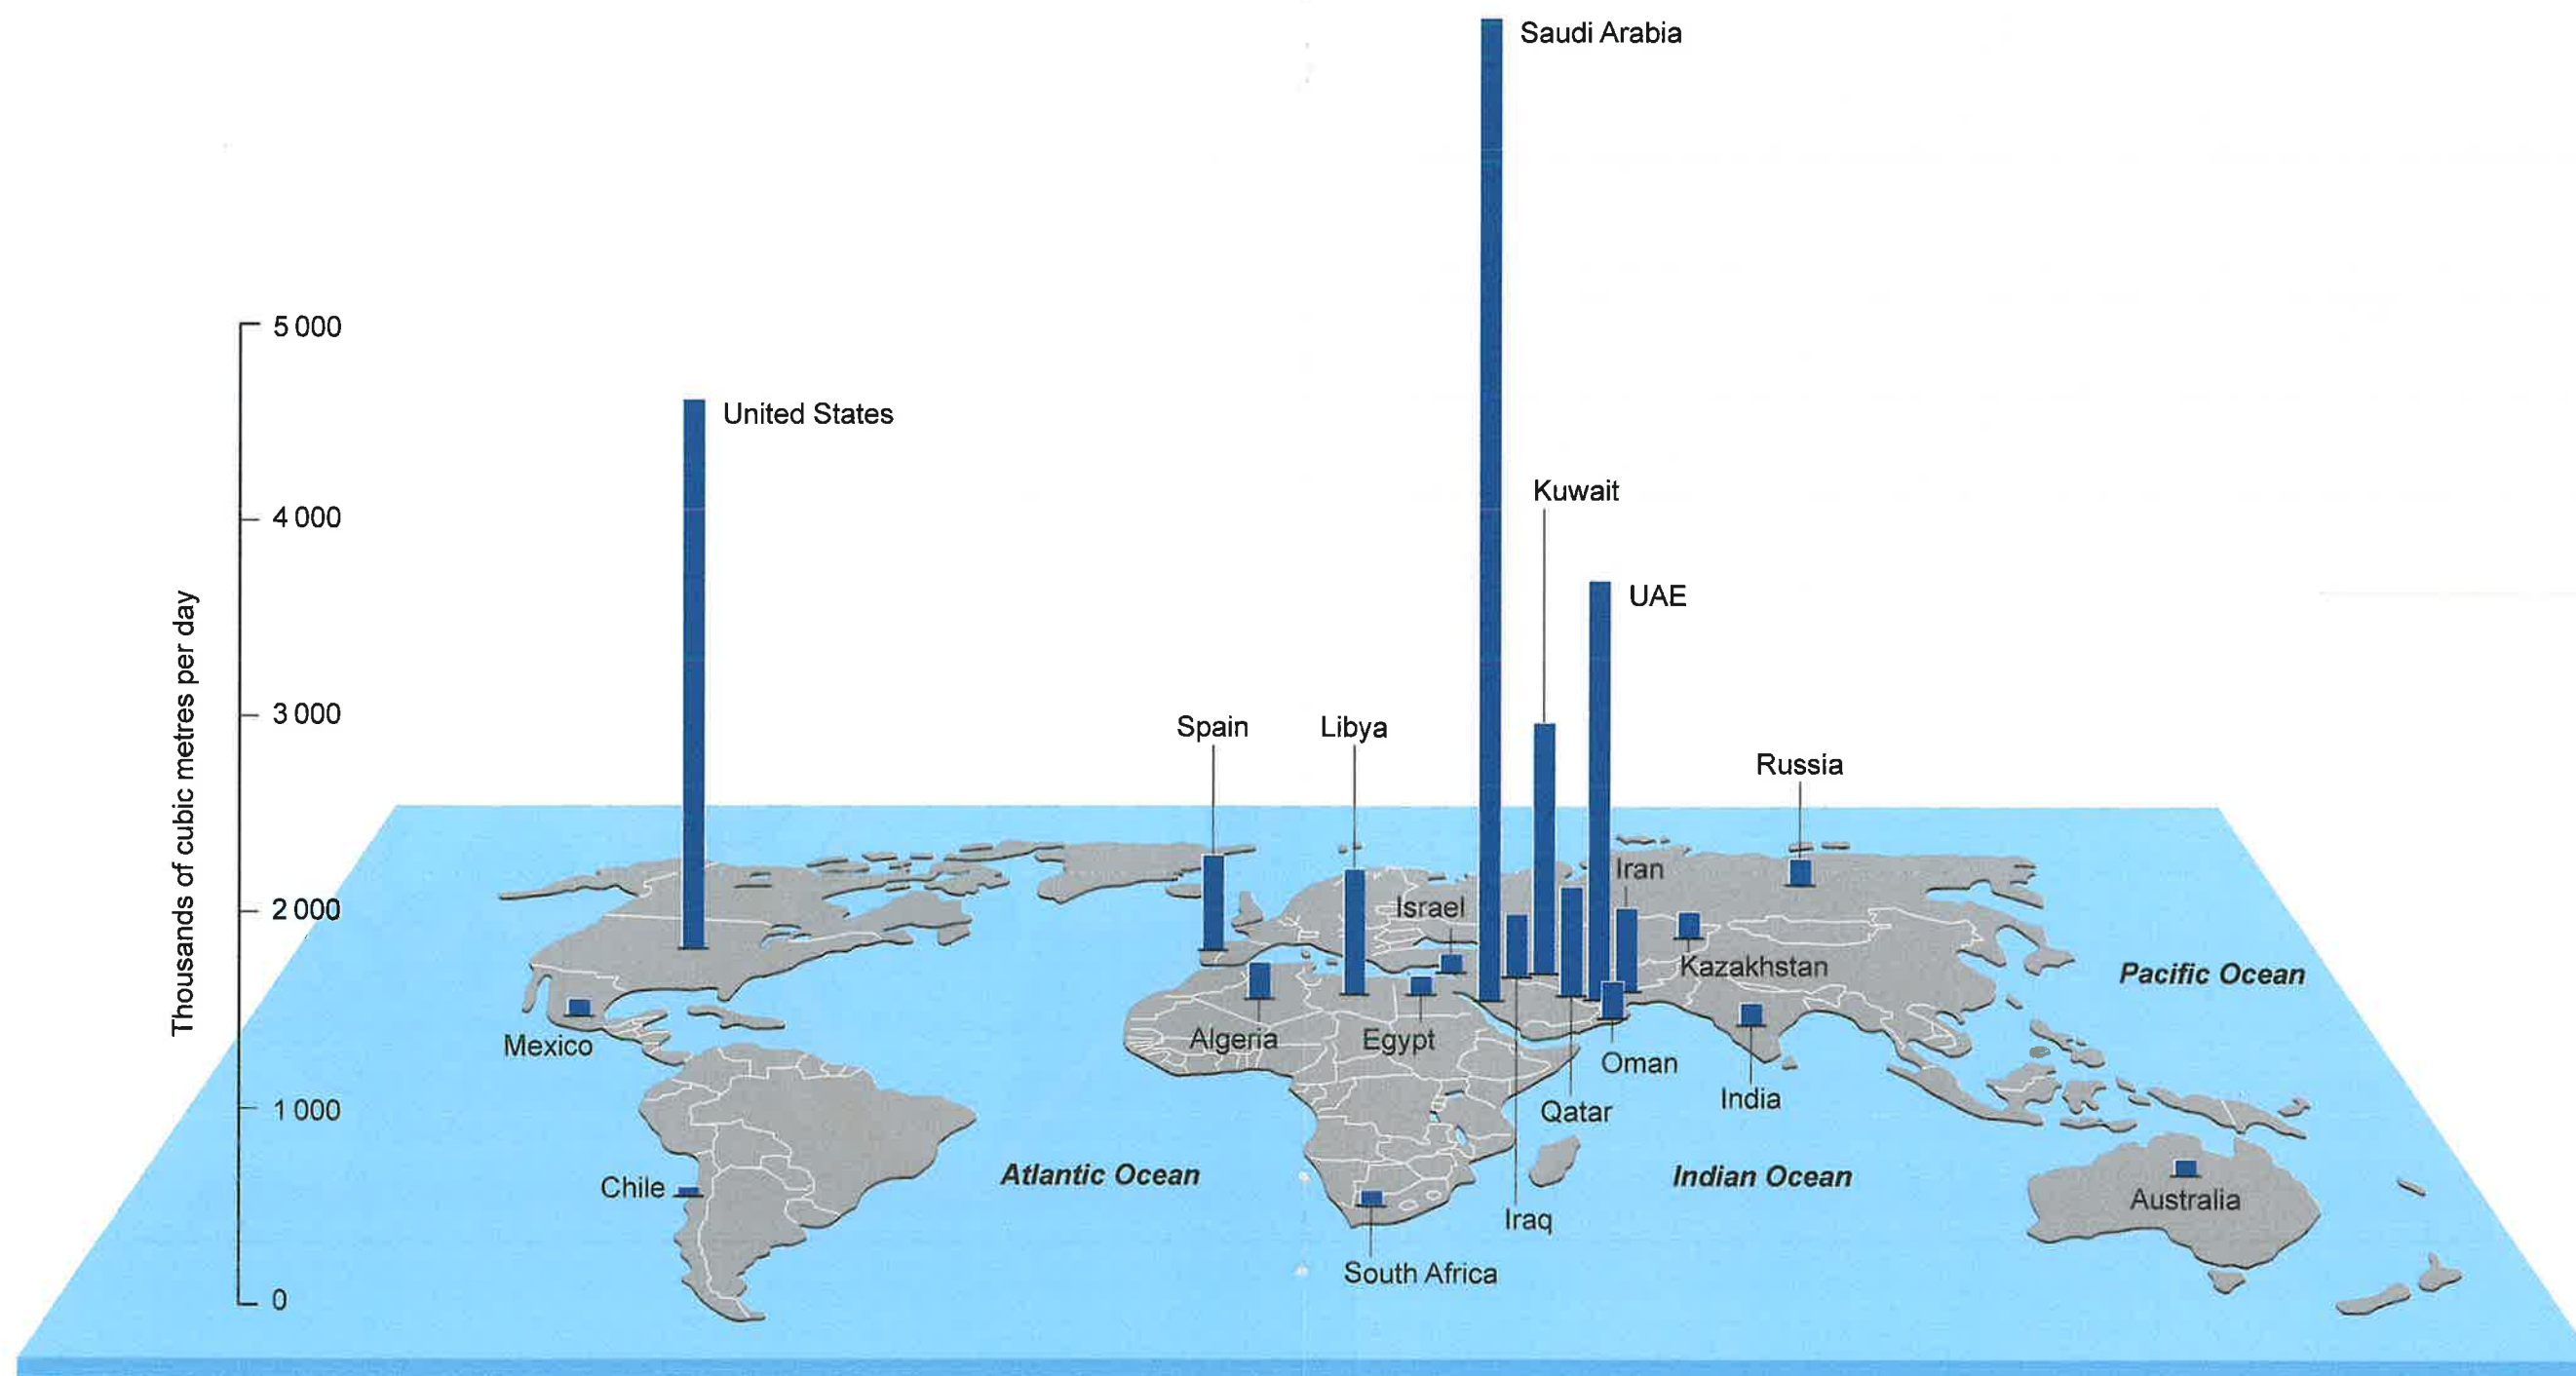 Saudi Arabia
5 000
United States
Kuwait
4 000
UAE
Thousands of cubic metres per day
3 000
Spain
Libya
Russia
Iran
Israel
2 000
Kazakhstan
Pacific Ocean
Algeria
Egypt
Mexico
Oman
India
Qatar
1 000
Atlantic Ocean
Indian Ocean
Chile
Australia
Iraq
South Africa
0